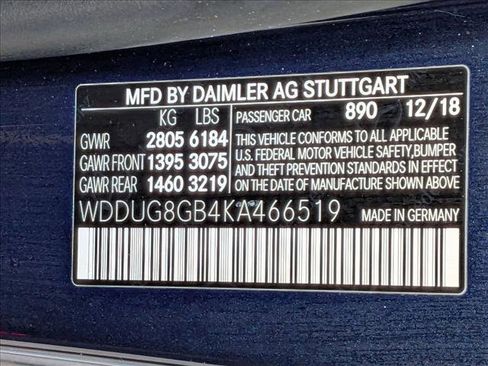 MFD BY DAIMLER AG STUTTGART
KG LBS PASSENGER CAR 890 12/18
GVWR 2805 6184
GAWR FRONT 1395 3075
GAWR REAR 1460 3219
THIS VEHICLE CONFORMS TO ALL APPLICABLE
U.S. FEDERAL MOTOR VEHICLE SAFETY,BUMPER
AND THEFT PREVENTION STANDARDS IN EFFECT
ON THE DATE OF MANUFACTURE SHOWN ABOVE
WDDUG8GB4KA466519 MADE IN GERMANY